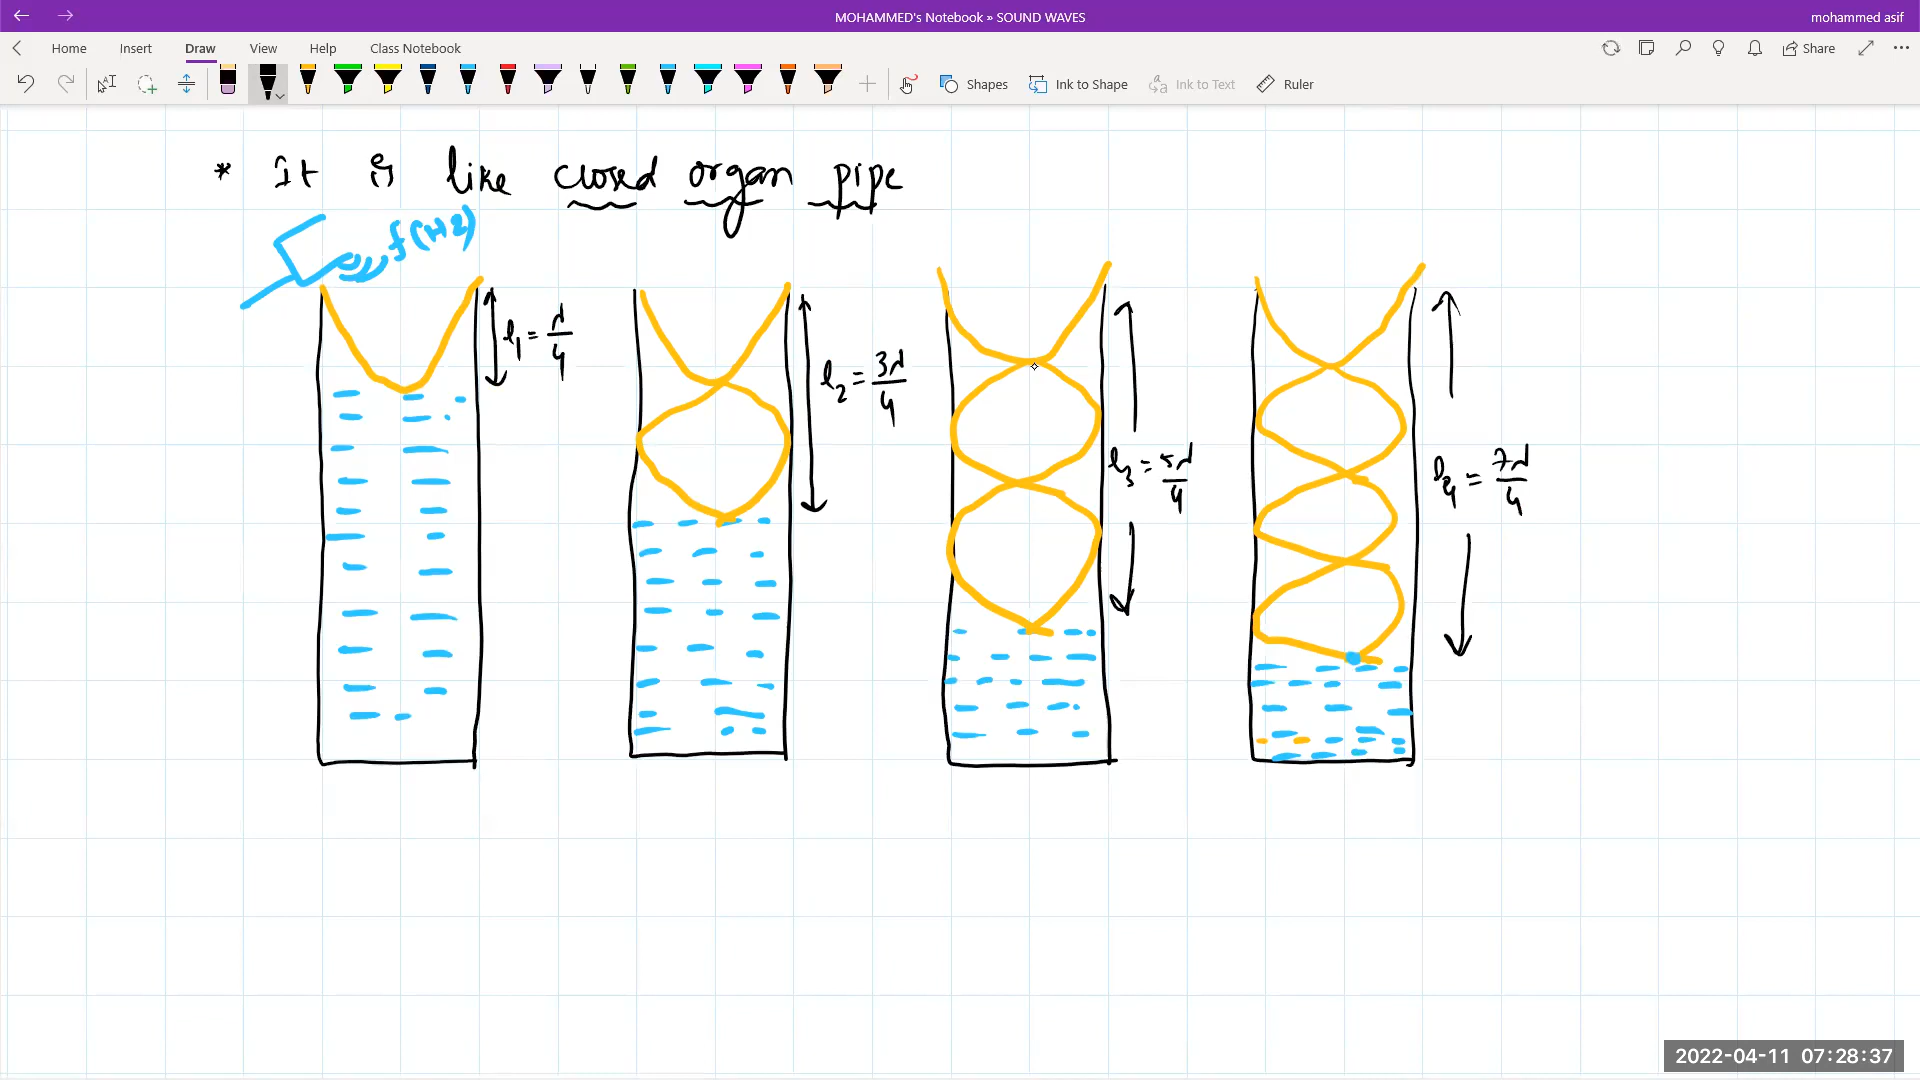 MOHAMMED's Notebook » SOUND WAVES
mohammed asif
Home Insert Draw View Help Class Notebook
Share
Shapes Ink to Shape Ink to Text Ruler
* It is like closed organ pipe
f(Hz)
l₁ = λ/4
l₂ = 3λ/4
l₃ = 5λ/4
l₄ = 7λ/4
2022-04-11 07:28:37